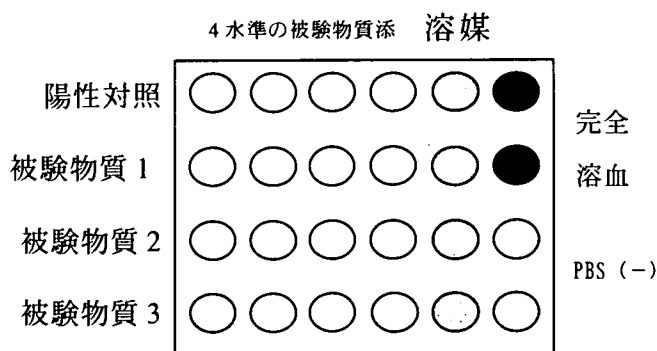 4水準の被験物質添 溶媒
陽性対照
完全
被験物質1
溶血
被験物質2
PBS (-)
被験物質3